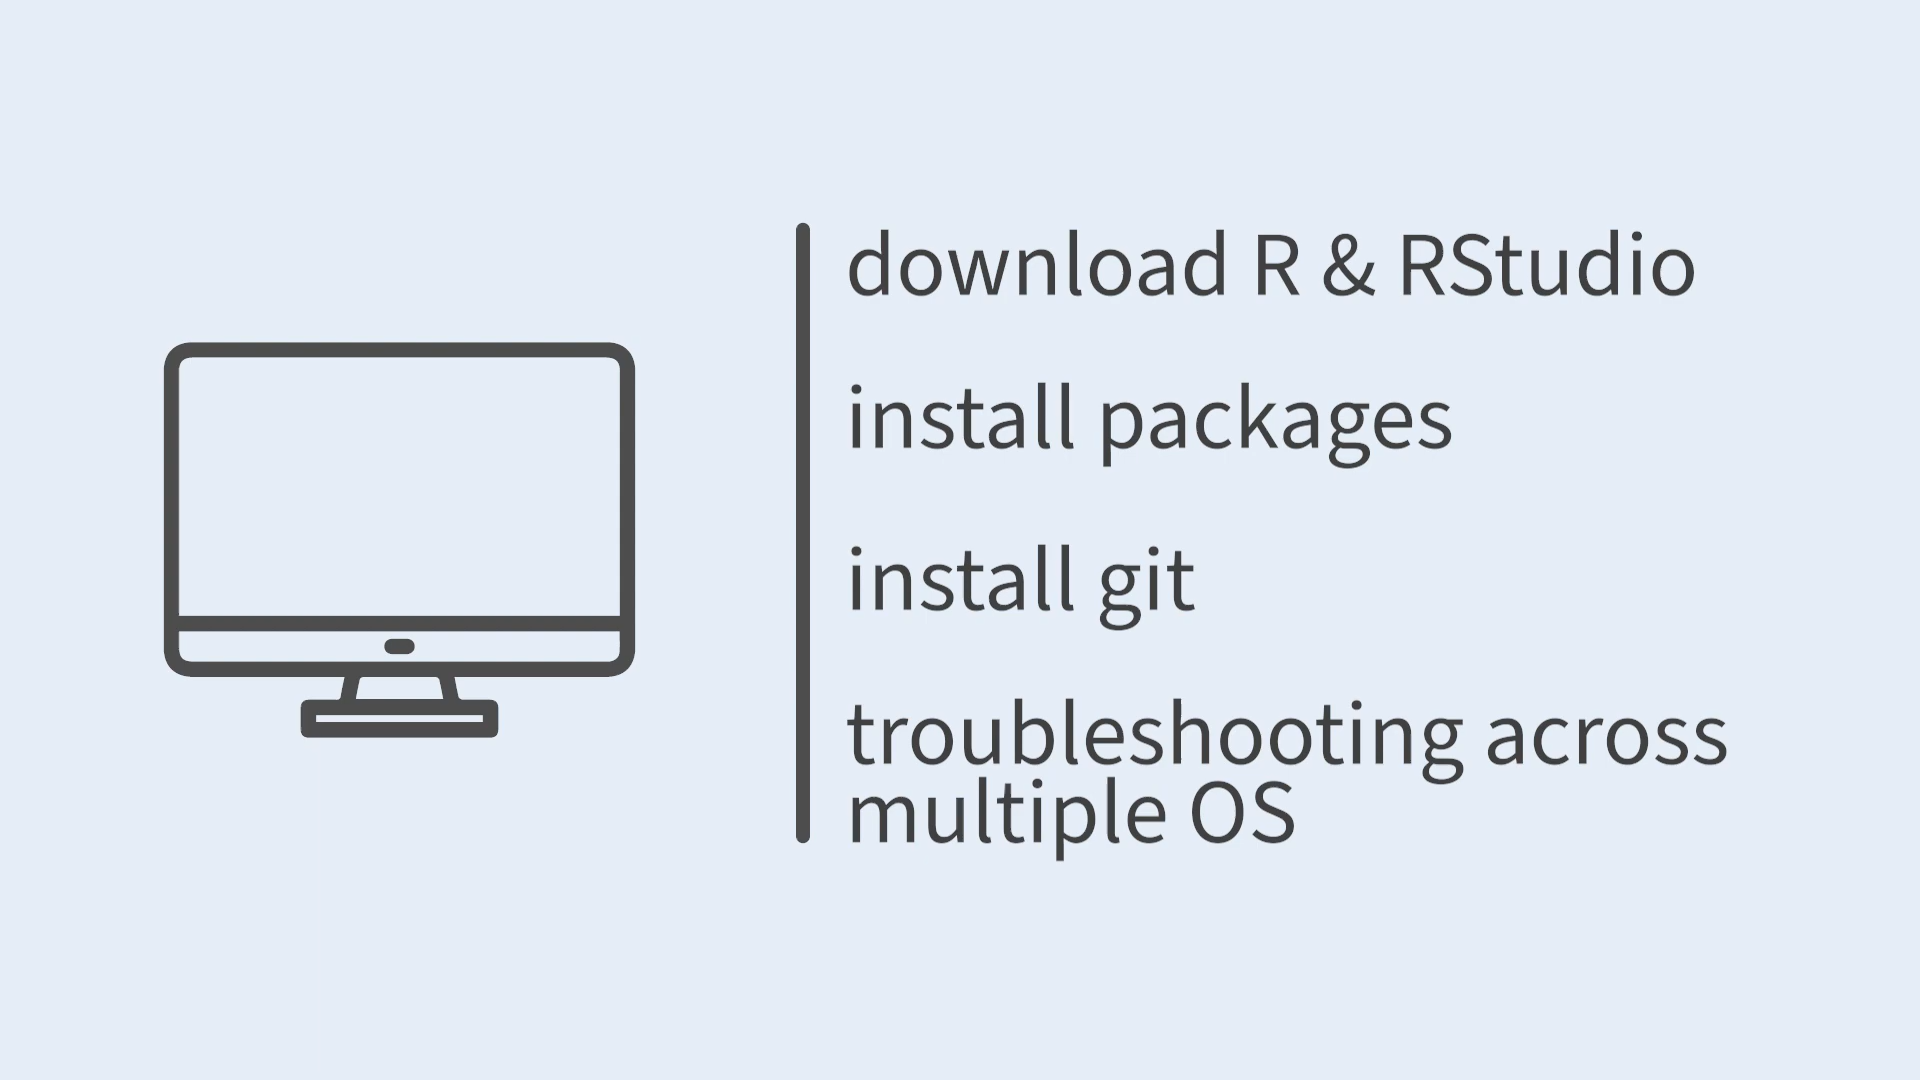 download R & RStudio
install packages
install git
troubleshooting across
multiple OS